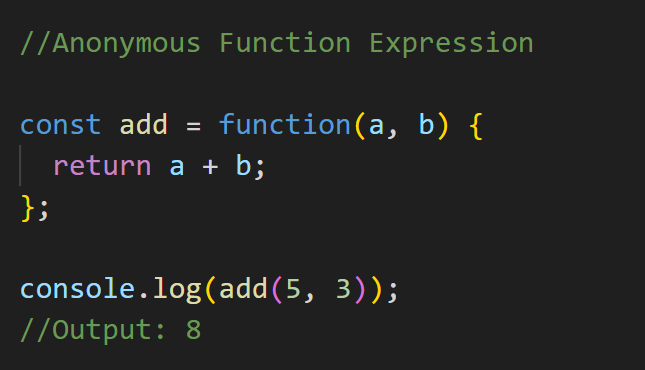 //Anonymous Function Expression
const add = function(a, b) {
return a + b;
};
console.log(add(5, 3));
//Output: 8